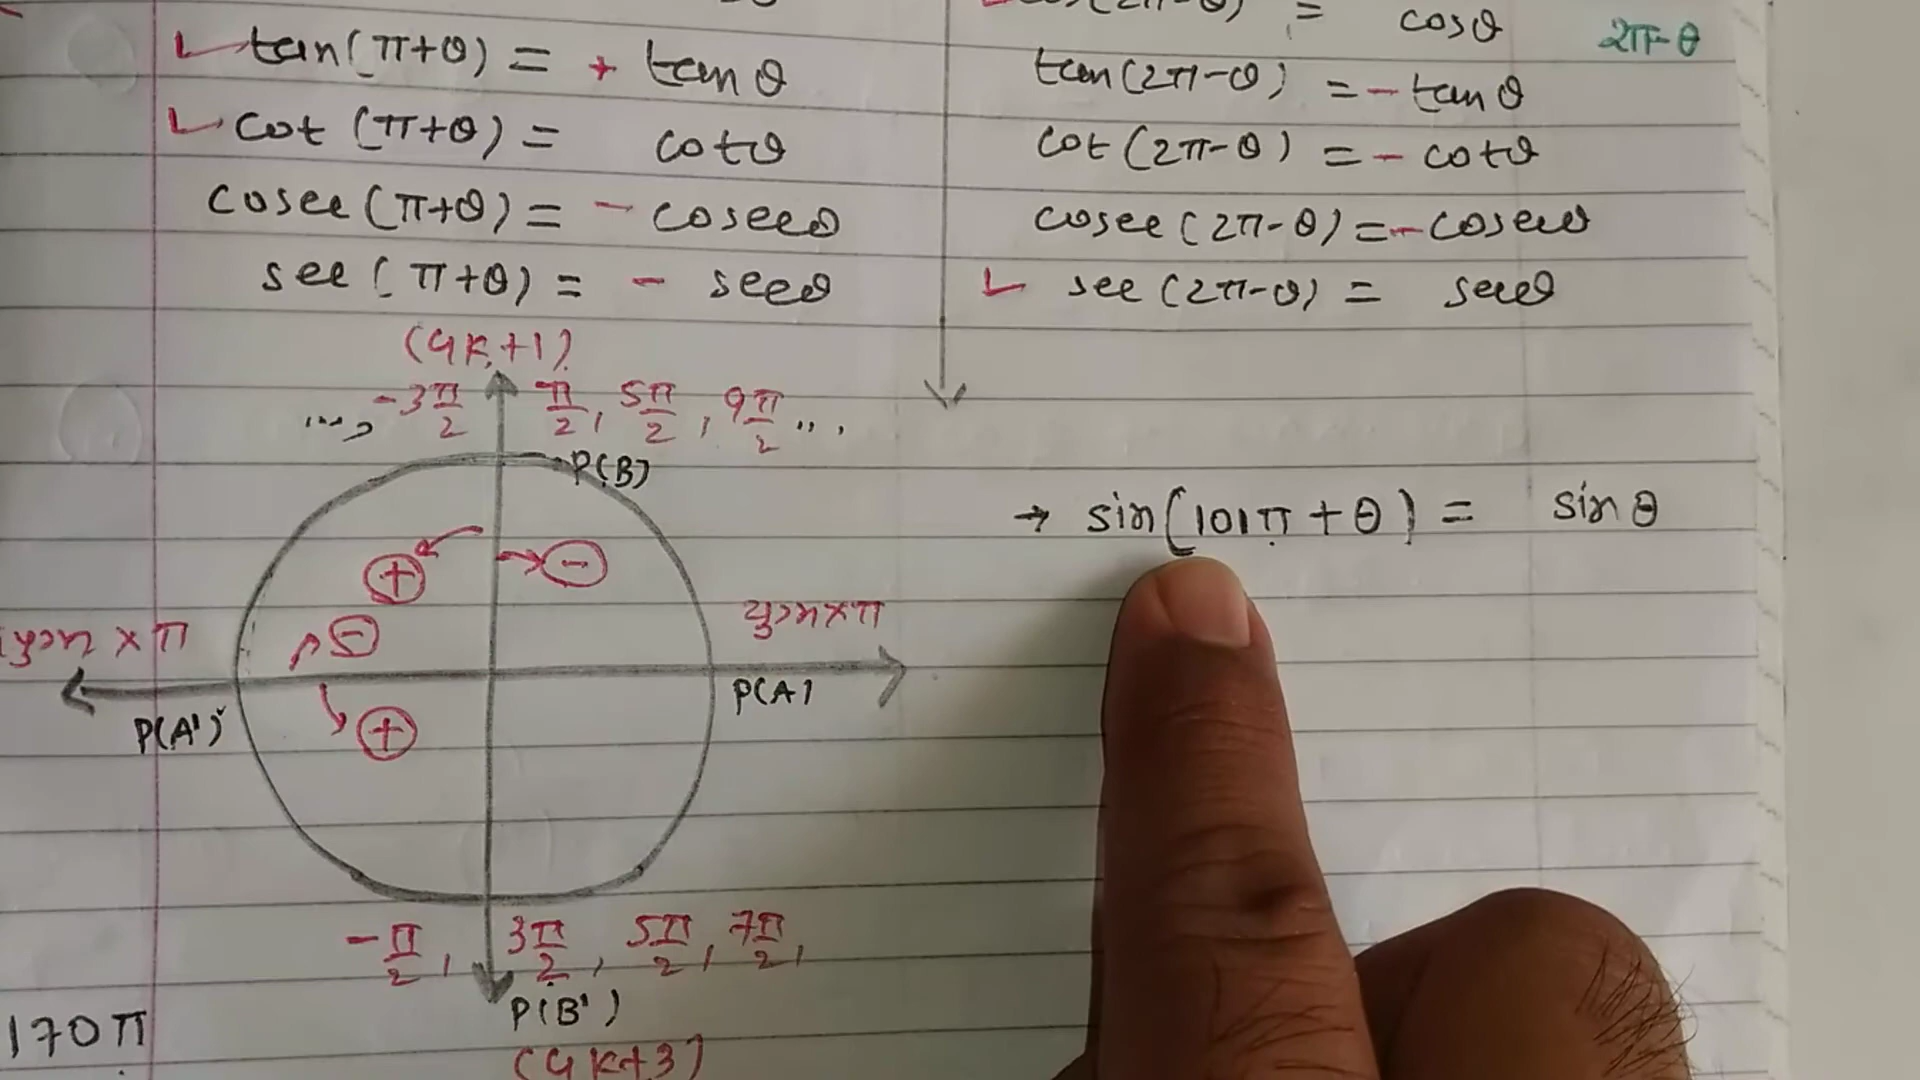 tan(π+θ) = + tanθ
cot(π+θ) = cotθ
cosec(π+θ) = - cosecθ
sec(π+θ) = - secθ
= cosθ
2π-θ
tan(2π-θ) = - tanθ
cot(2π-θ) = - cotθ
cosec(2π-θ) = - cosecθ
sec(2π-θ) = secθ
(4k+1)
..., -3π/2 π/2, 5π/2, 9π/2 ...
P(B)
→ sin(101π+θ) = sinθ
+ -
-
+
P(A)
P(A')
-π/2, 3π/2, 5π/2, 7π/2,
P(B')
(4k+3)
170π